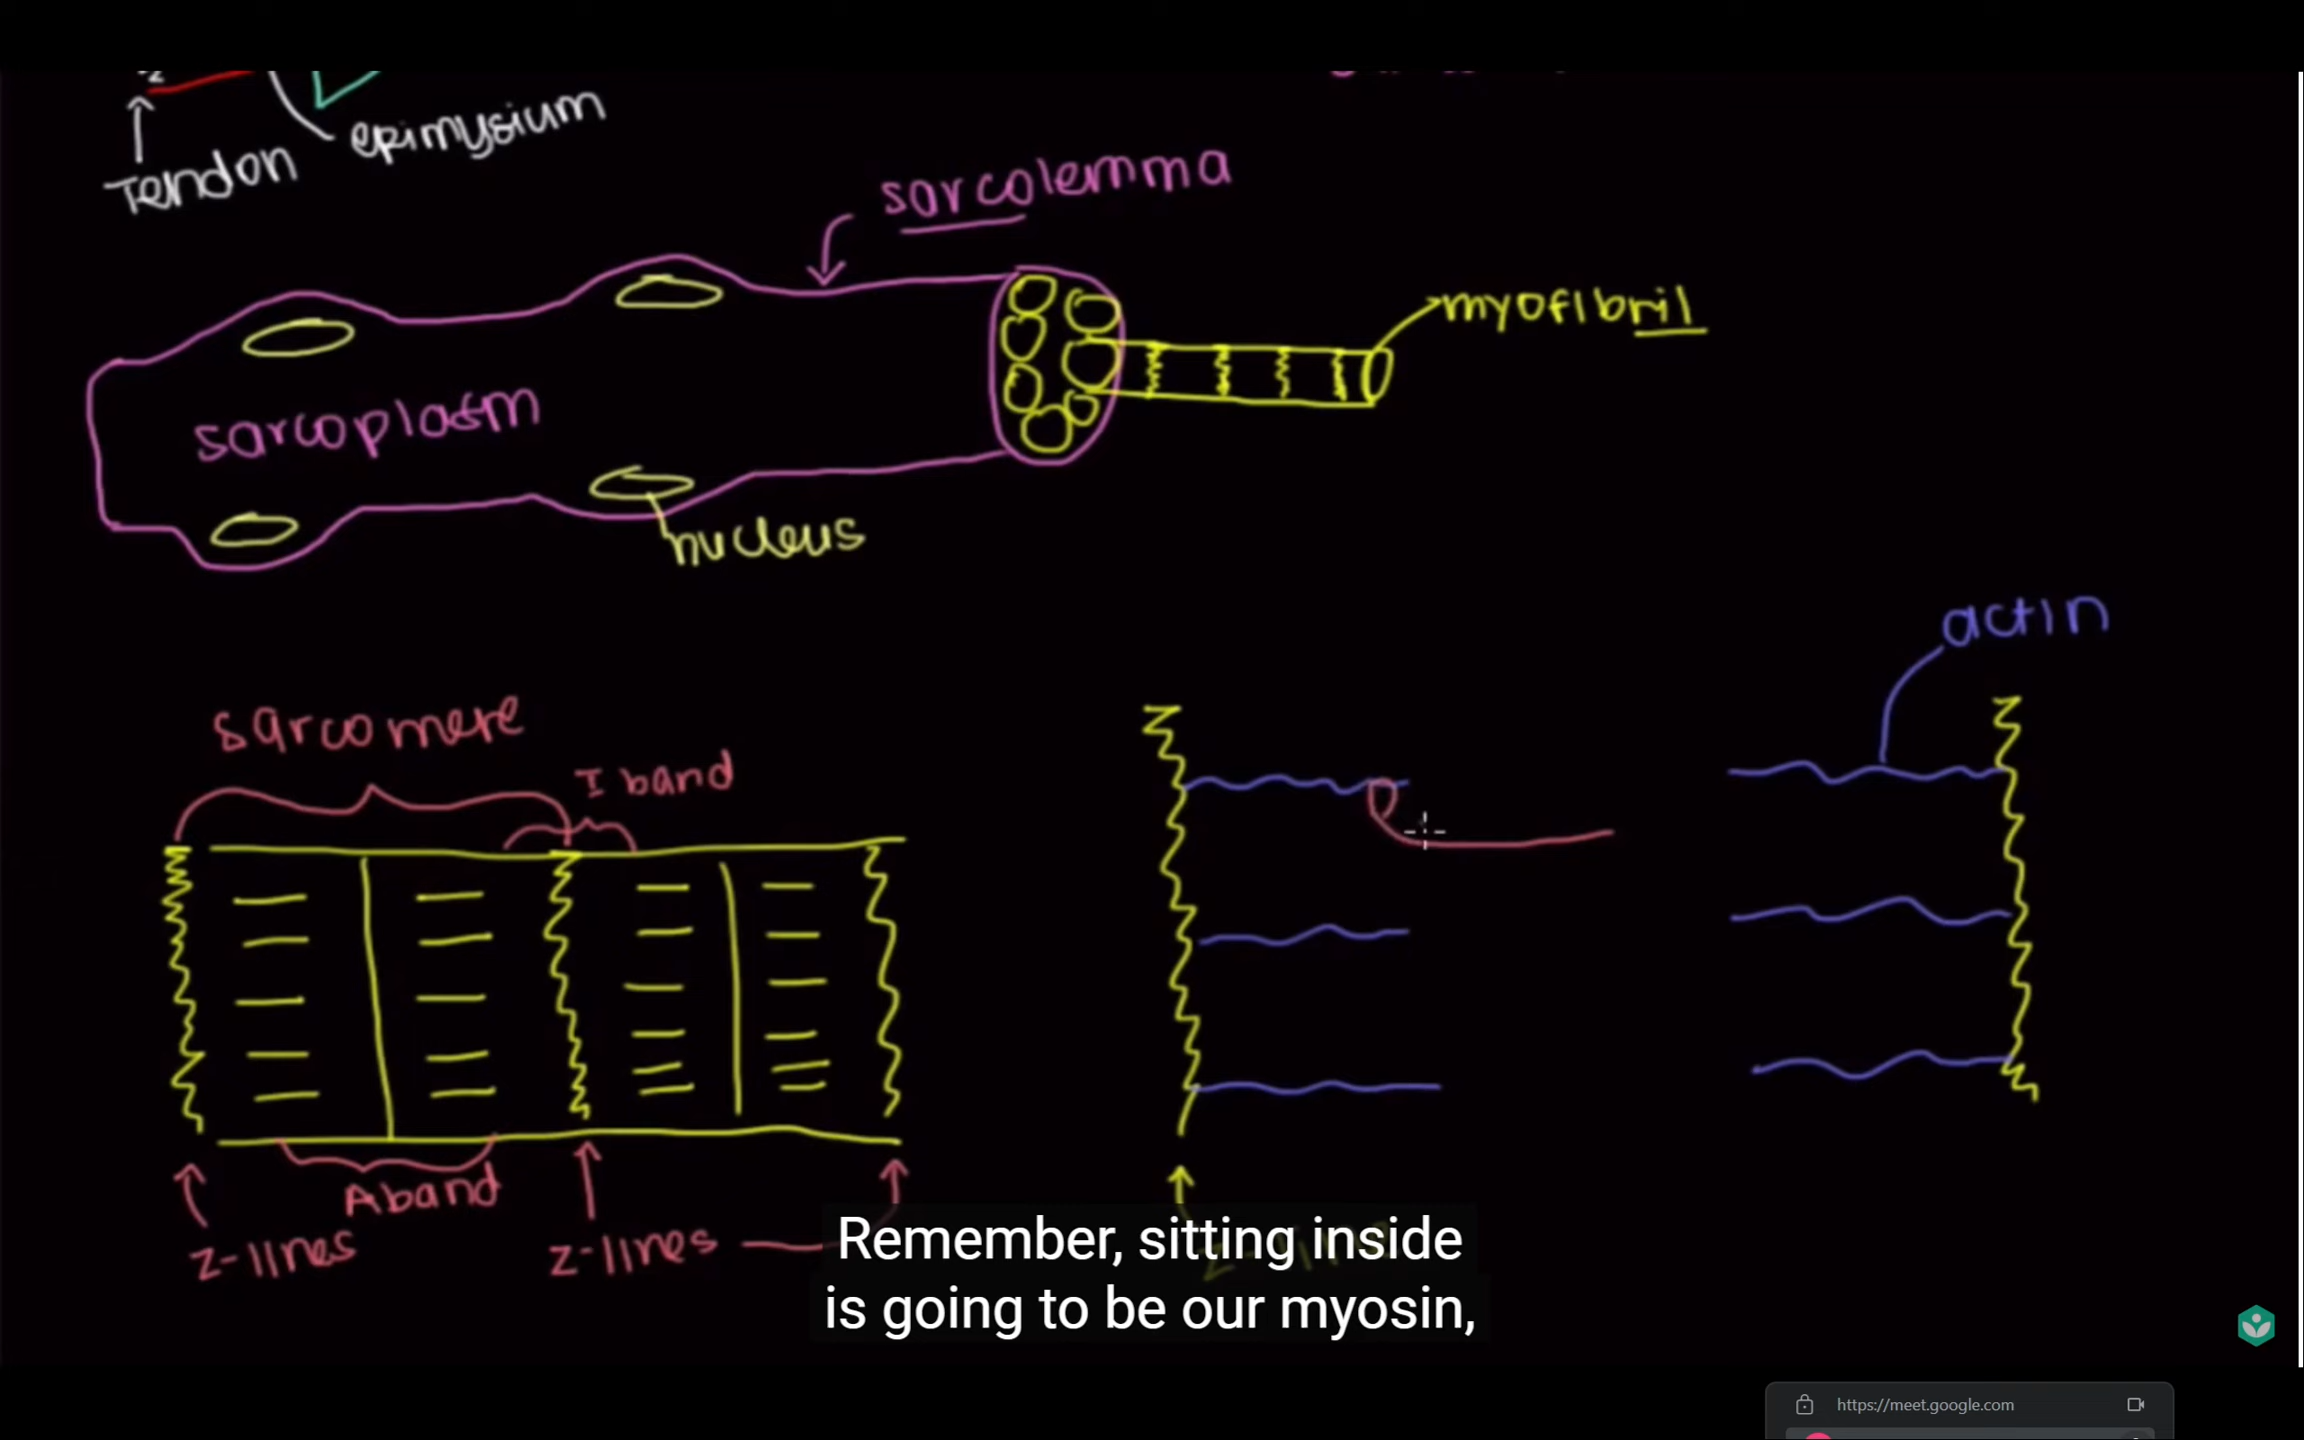 Tendon
epimysium
sarcolemma
myofibril
sarcoplasm
nucleus
actin
sarcomere
I band
A band
z-lines
z-lines
Remember, sitting inside
is going to be our myosin,
https://meet.google.com